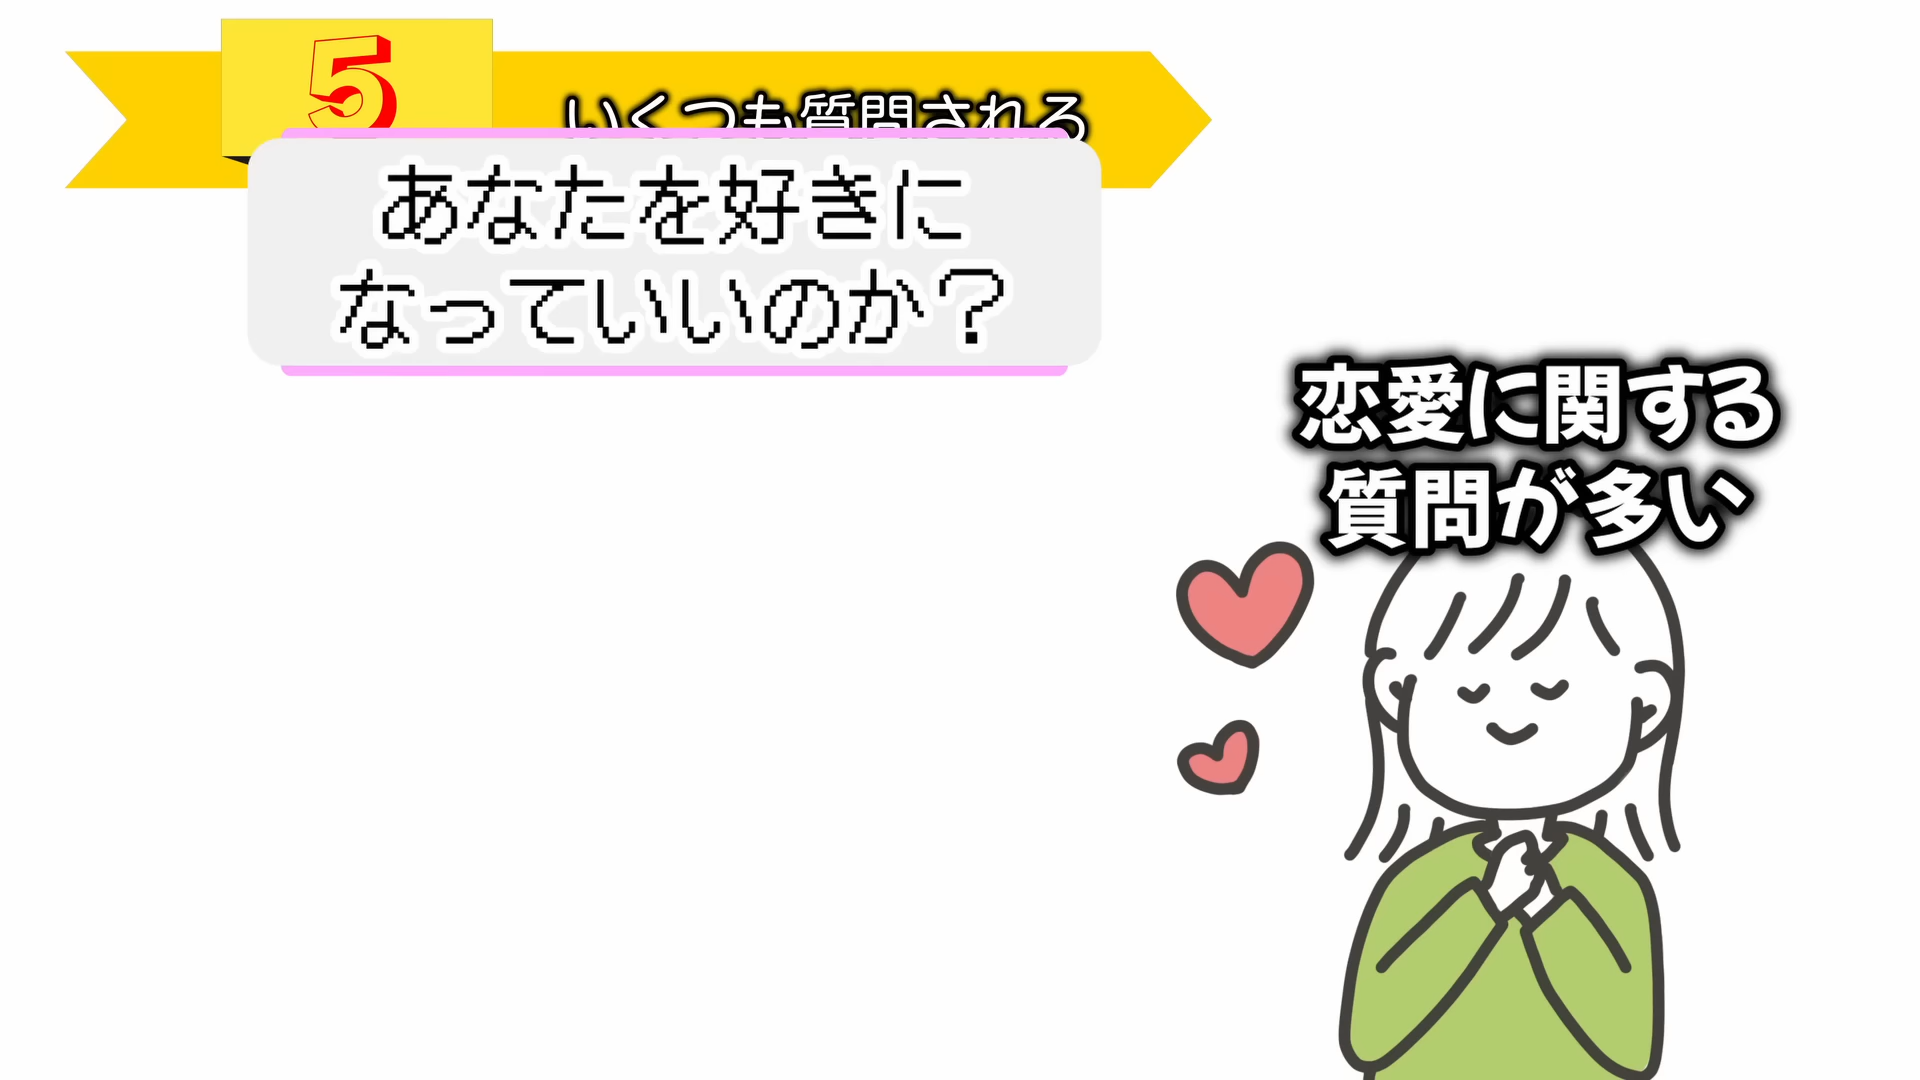 5
いくつも質問される
あなたを好きに
なっていいのか？
恋愛に関する
質問が多い